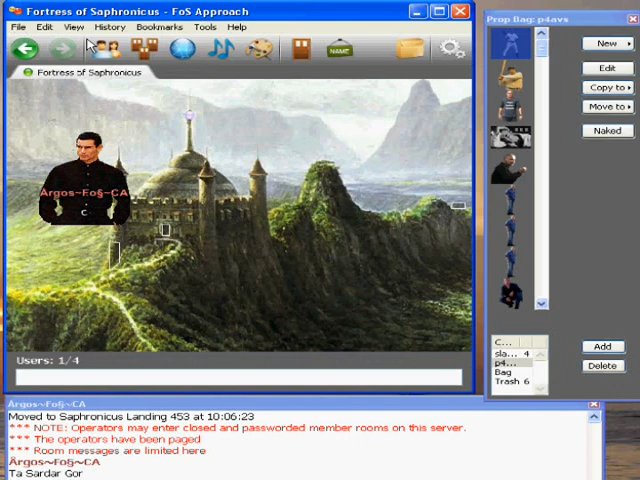 Fortress of Saphronicus - FoS Approach
File Edit View History Bookmarks Tools Help
NAME
Fortress of Saphronicus
Argos~Fo§~CA
C
Users: 1/4
Prop Bag: p4avs
New
Edit
Copy to
Move to
Naked
C...
sla... 4
p4...
Bag
Trash 6
Add
Delete
Argos~Fo§~CA
Moved to Saphronicus Landing 453 at 10:06:23
*** NOTE: Operators may enter closed and passworded member rooms on this server.
*** The operators have been paged
*** Room messages are limited here
Argos~Fo§~CA
Ta Sardar Gor